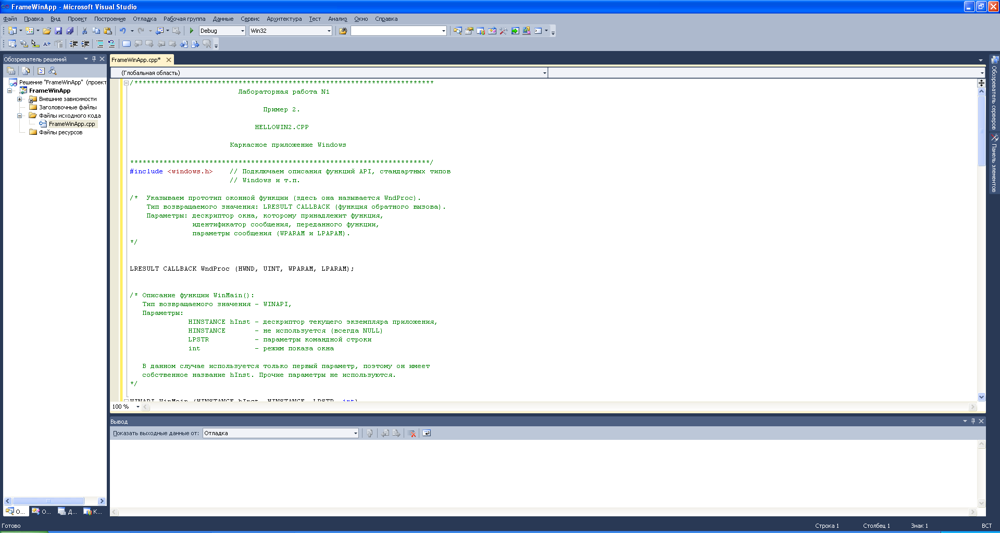 FrameWinApp - Microsoft Visual Studio
Файл Правка Вид Проект Построение Отладка Рабочая группа Данные Сервис Архитектура Тест Анализ Окно Справка
Debug Win32
Обозреватель решений
Решение "FrameWinApp" (проект
FrameWinApp
Внешние зависимости
Заголовочные файлы
Файлы исходного кода
FrameWinApp.cpp
Файлы ресурсов
О... О... Д... К...
FrameWinApp.cpp*
(Глобальная область)
/************************************************************************
Лабораторная работа N1
Пример 2.
HELLOWIN2.CPP
Каркасное приложение Windows
************************************************************************/
#include <windows.h> // Подключаем описания функций API, стандартных типов
// Windows и т.п.
/* Указываем прототип оконной функции (здесь она называется WndProc).
Тип возвращаемого значения: LRESULT CALLBACK (функция обратного вызова).
Параметры: дескриптор окна, которому принадлежит функция,
идентификатор сообщения, переданного функции,
параметры сообщения (WPARAM и LPAPAM).
*/
LRESULT CALLBACK WndProc (HWND, UINT, WPARAM, LPARAM);
/* Описание функции WinMain():
Тип возвращаемого значения - WINAPI,
Параметры:
HINSTANCE hInst - дескриптор текущего экземпляра приложения,
HINSTANCE - не используется (всегда NULL)
LPSTR - параметры командной строки
int - режим показа окна
В данном случае используется только первый параметр, поэтому он имеет
собственное название hInst. Прочие параметры не используются.
*/
WINAPI WinMain (HINSTANCE hInst, HINSTANCE, LPSTR, int)
100 %
Вывод
Показать выходные данные от: Отладка
Обозреватель серверов
Панель элементов
Готово Строка 1 Столбец 1 Знак 1 ВСТ